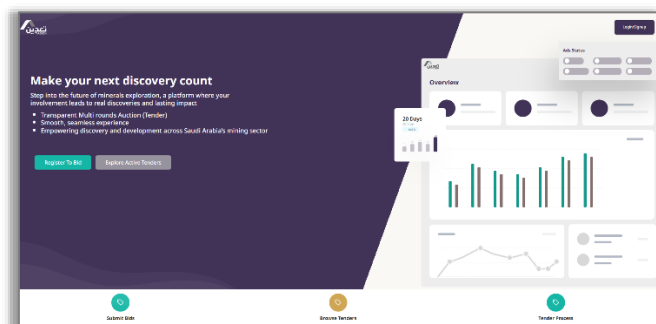 تعدين
Login/Signup
Make your next discovery count
Step into the future of minerals exploration, a platform where your
involvement leads to real discoveries and lasting impact
Transparent Multi rounds Auction (Tender)
Smooth, seamless experience
Empowering discovery and development across Saudi Arabia's mining sector
Register To Bid
Explore Active Tenders
تعدين
Overview
20 Days
Submit Bids
Browse Tenders
Tender Process